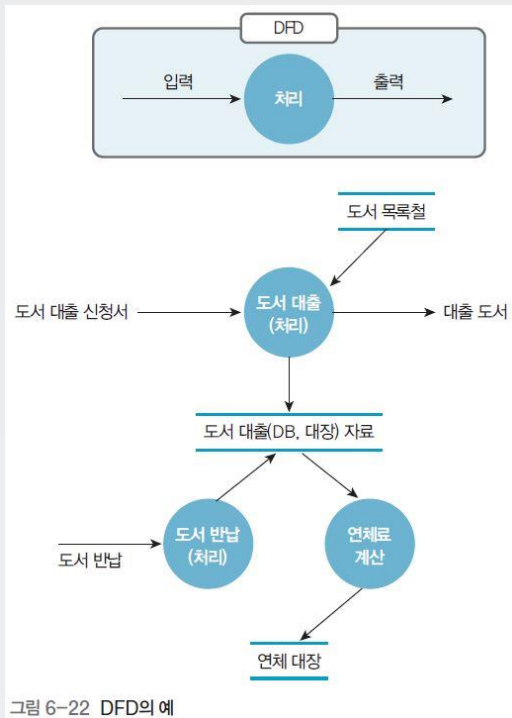 DFD
입력
처리
출력
도서 목록철
도서 대출 신청서
도서 대출
(처리)
대출 도서
도서 대출(DB, 대장) 자료
도서 반납
도서 반납
(처리)
연체료
계산
연체 대장
그림 6-22 DFD의 예